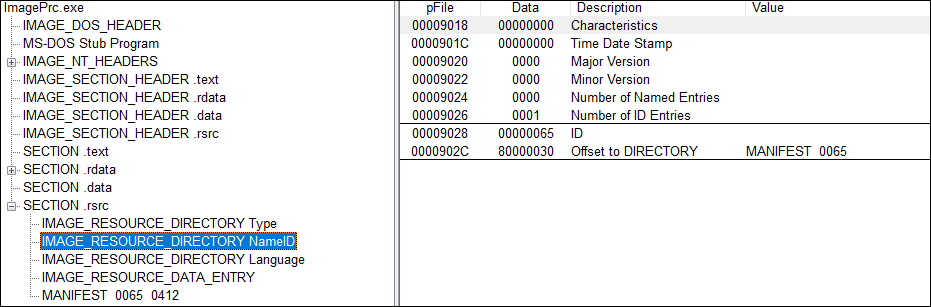 ImagePrc.exe
IMAGE_DOS_HEADER
MS-DOS Stub Program
IMAGE_NT_HEADERS
IMAGE_SECTION_HEADER .text
IMAGE_SECTION_HEADER .rdata
IMAGE_SECTION_HEADER .data
IMAGE_SECTION_HEADER .rsrc
SECTION .text
SECTION .rdata
SECTION .data
SECTION .rsrc
IMAGE_RESOURCE_DIRECTORY Type
IMAGE_RESOURCE_DIRECTORY NameID
IMAGE_RESOURCE_DIRECTORY Language
IMAGE_RESOURCE_DATA_ENTRY
MANIFEST 0065 0412
pFile Data Description Value
00009018 00000000 Characteristics
0000901C 00000000 Time Date Stamp
00009020 0000 Major Version
00009022 0000 Minor Version
00009024 0000 Number of Named Entries
00009026 0001 Number of ID Entries
00009028 00000065 ID
0000902C 80000030 Offset to DIRECTORY MANIFEST 0065